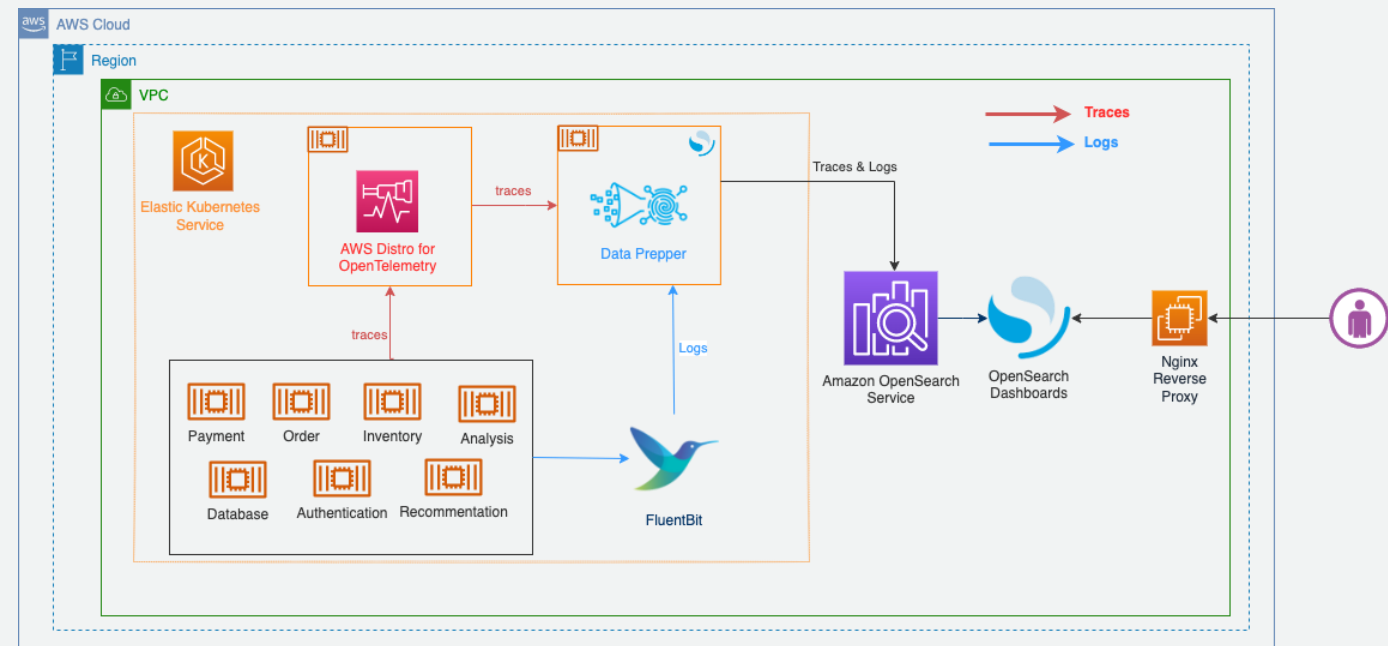 aws
AWS Cloud
Region
VPC
Traces
Logs
Elastic Kubernetes
Service
AWS Distro for
OpenTelemetry
traces
Data Prepper
Traces & Logs
traces
Logs
Payment
Order
Inventory
Analysis
Database
Authentication
Recommentation
FluentBit
Amazon OpenSearch
Service
OpenSearch
Dashboards
Nginx
Reverse
Proxy